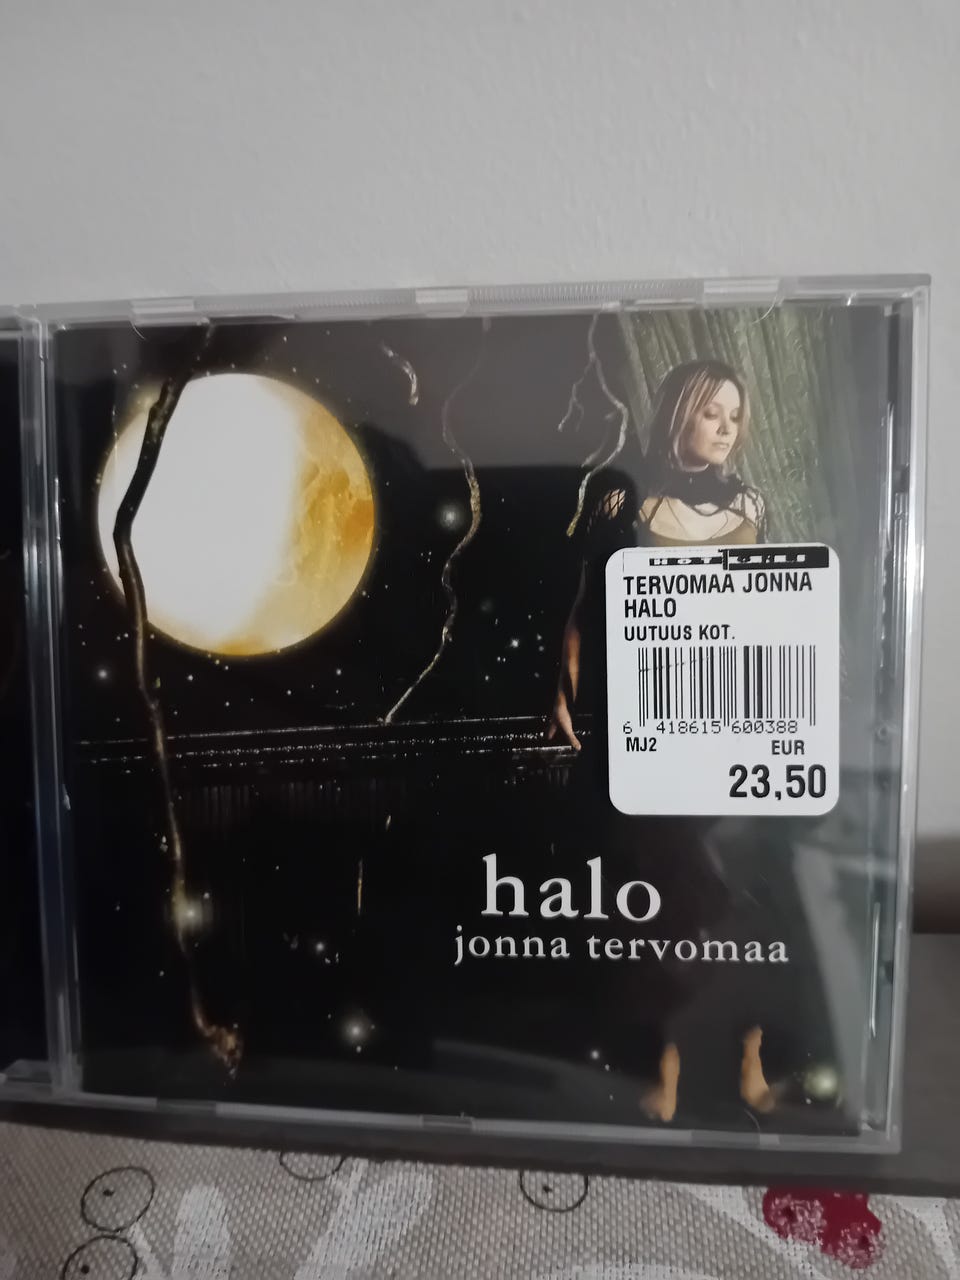 TERVOMAA JONNA
HALO
UUTUUS KOT.
6 418615 600388
MJ2 EUR
23,50
halo
jonna tervomaa